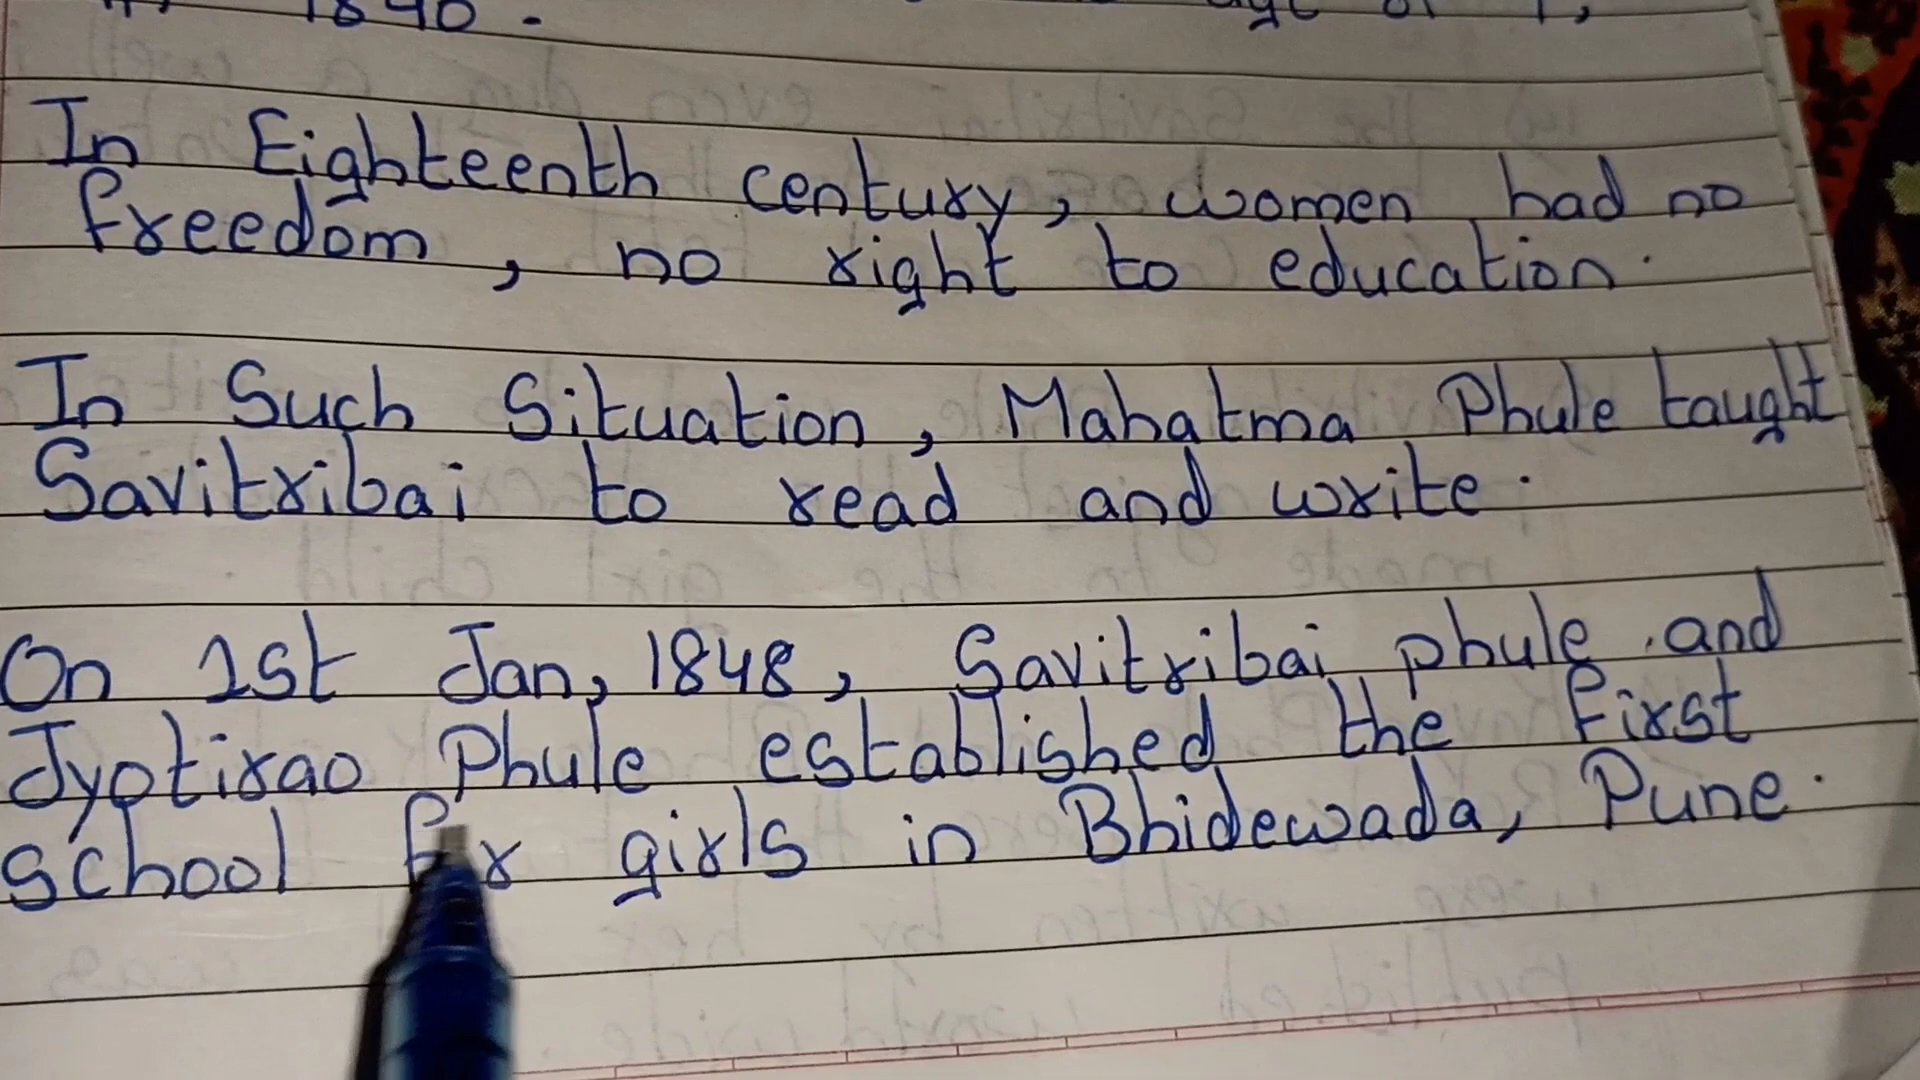 1840.
In Eighteenth century, women had no
freedom, no right to education.
In Such Situation, Mahatma Phule taught
Savitribai to read and write.
On 1st Jan, 1848, Savitribai phule and
Jyotirao Phule established the first
School for girls in Bhidewada, Pune.